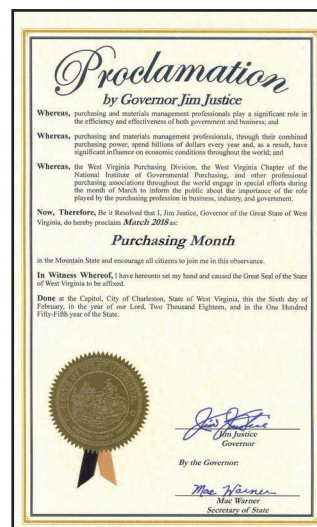 Proclamation
by Governor Jim Justice
Whereas, purchasing and materials management professionals play a significant role in
the efficiency and effectiveness of both government and business; and
Whereas, purchasing and materials management professionals, through their combined
purchasing power, spend billions of dollars every year and, as a result, have
significant influence on economic conditions throughout the world; and
Whereas, the West Virginia Purchasing Division, the West Virginia Chapter of the
National Institute of Governmental Purchasing, and other professional
purchasing associations throughout the world engage in special efforts during
the month of March to inform the public about the importance of the role
played by the purchasing profession in business, industry, and government.
Now, Therefore, Be it Resolved that I, Jim Justice, Governor of the Great State of West
Virginia, do hereby proclaim March 2018 as:
Purchasing Month
in the Mountain State and encourage all citizens to join me in this observance.
In Witness Whereof, I have hereunto set my hand and caused the Great Seal of the State
of West Virginia to be affixed.
Done at the Capitol, City of Charleston, State of West Virginia, this the Sixth day of
February, in the year of our Lord, Two Thousand Eighteen, and in the One Hundred
Fifty-Fifth year of the State.
Jim Justice
Jim Justice
Governor
By the Governor:
Mac Warner
Mac Warner
Secretary of State